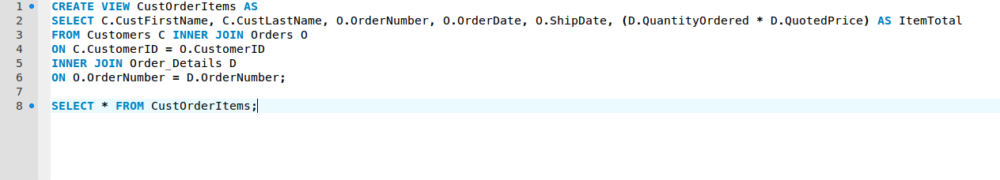 1 CREATE VIEW CustOrderItems AS
2 SELECT C.CustFirstName, C.CustLastName, O.OrderNumber, O.OrderDate, O.ShipDate, (D.QuantityOrdered * D.QuotedPrice) AS ItemTotal
3 FROM Customers C INNER JOIN Orders O
4 ON C.CustomerID = O.CustomerID
5 INNER JOIN Order_Details D
6 ON O.OrderNumber = D.OrderNumber;
7
8 SELECT * FROM CustOrderItems;